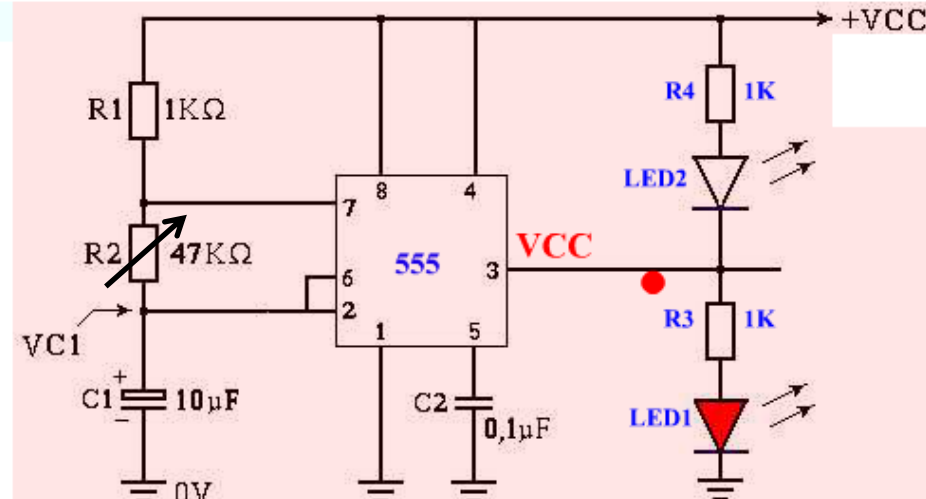 +VCC
R1 1KΩ
R4 1K
LED2
8 4
7
R2 47KΩ
555
VCC
3
6
2
VC1
R3 1K
1 5
+
C1 10µF
−
C2
0,1µF
LED1
0V